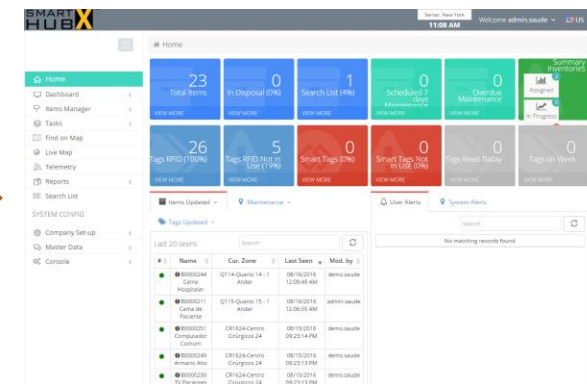 SMART
HUB X
Server, New York
11:08 AM
Welcome admin.saude
US
Home
Home
Dashboard
Items Manager
Tasks
Find on Map
Live Map
Telemetry
Reports
Search List
SYSTEM CONFIG
Company Set-up
Master Data
Console
23
Total Items
VIEW MORE
0
In Disposal (0%)
VIEW MORE
1
Search List (4%)
VIEW MORE
0
Scheduled 7
days
Maintenance
VIEW MORE
0
Overdue
Maintenance
VIEW MORE
Summary
Inventories
Assigned
In Progress
26
Tags RFID (100%)
VIEW MORE
5
Tags RFID Not in
Use (19%)
VIEW MORE
0
Smart Tags (0%)
VIEW MORE
0
Smart Tags Not
In Use (0%)
VIEW MORE
0
Tags Read Today
VIEW MORE
0
Tags on Week
VIEW MORE
Items Updated
Maintenance
Tags Updated
Last 20 seens
Search
# Name Cur. Zone Last Seen Mod. by
B0000244
Cama
Hospitalar
Q114-Quarto 14 - 1
Andar
08/16/2016
12:09:49 AM
demo.saude
B0000211
Cama de
Paciense
Q115-Quarto 15 - 1
Andar
08/16/2016
12:06:55 AM
admin.saude
B0000251
Computador
Comum
CR1624-Centro
Cirúrgicos 24
08/15/2016
09:23:14 PM
demo.saude
B0000249
Armario Alto
CR1624-Centro
Cirúrgicos 24
08/15/2016
09:23:13 PM
demo.saude
B0000250
TV Pacienses
CR1624-Centro
Cirúrgicos 24
08/15/2016
09:23:13 PM
demo.saude
User Alerts
System Alerts
Search
No matching records found